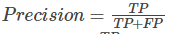 Precision = TP / TP+FP